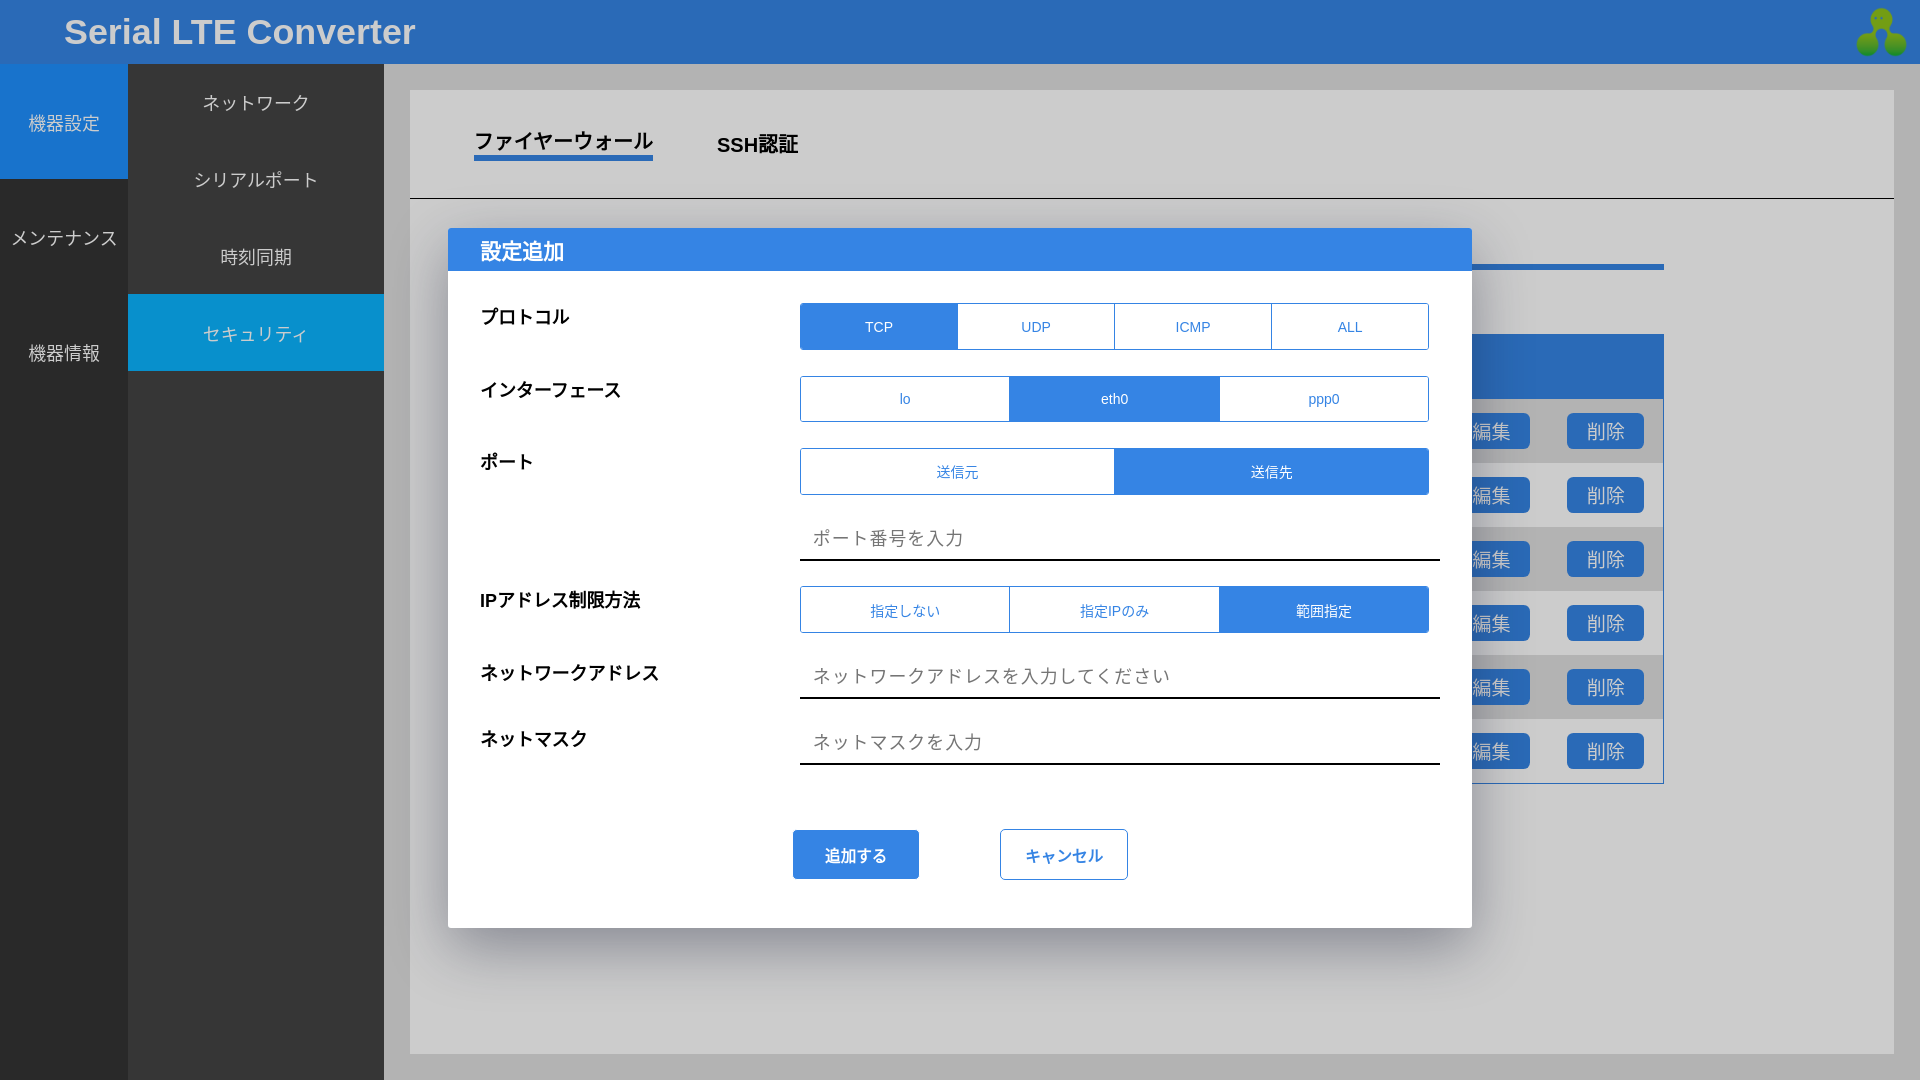 Serial LTE Converter
機器設定
メンテナンス
機器情報
ネットワーク
シリアルポート
時刻同期
セキュリティ
ファイヤーウォール SSH認証
設定追加
プロトコル TCP UDP ICMP ALL
インターフェース lo eth0 ppp0
ポート 送信元 送信先
ポート番号を入力
IPアドレス制限方法 指定しない 指定IPのみ 範囲指定
ネットワークアドレス ネットワークアドレスを入力してください
ネットマスク ネットマスクを入力
追加する キャンセル
編集 削除
編集 削除
編集 削除
編集 削除
編集 削除
編集 削除